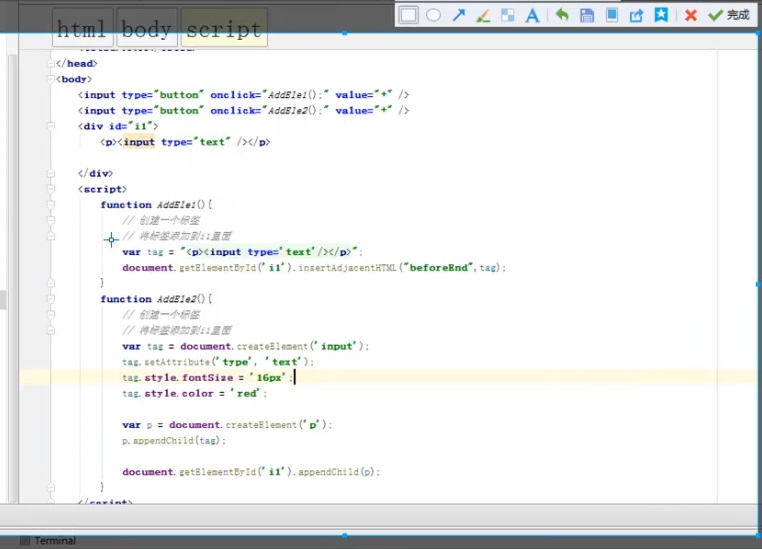 完成
html body script
</head>
<body>
<input type="button" onclick="AddEle1();" value="+" />
<input type="button" onclick="AddEle2();" value="+" />
<div id="i1">
<p><input type="text" /></p>
</div>
<script>
function AddEle1(){
// 创建一个标签
// 将标签添加到i1里面
var tag = "<p><input type='text'/></p>";
document.getElementById('i1').insertAdjacentHTML("beforeEnd",tag);
}
function AddEle2(){
// 创建一个标签
// 将标签添加到i1里面
var tag = document.createElement('input');
tag.setAttribute('type', 'text');
tag.style.fontSize = '16px';
tag.style.color = 'red';
var p = document.createElement('p');
p.appendChild(tag);
document.getElementById('i1').appendChild(p);
}
</script>
Terminal